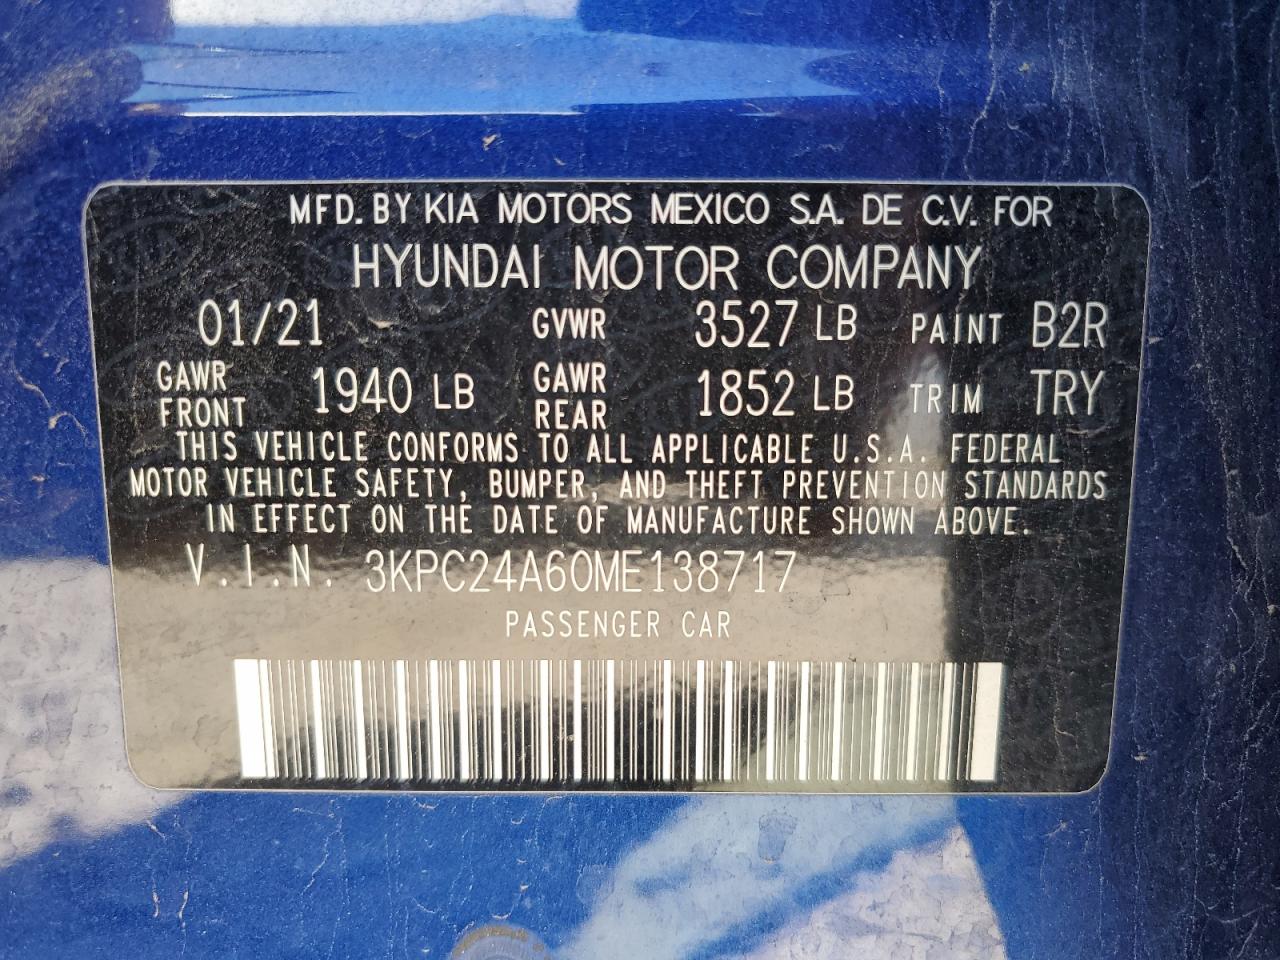 MFD. BY KIA MOTORS MEXICO S.A. DE C.V. FOR
HYUNDAI MOTOR COMPANY
01/21 GVWR 3527 LB PAINT B2R
GAWR FRONT 1940 LB GAWR REAR 1852 LB TRIM TRY
THIS VEHICLE CONFORMS TO ALL APPLICABLE U.S.A. FEDERAL
MOTOR VEHICLE SAFETY, BUMPER, AND THEFT PREVENTION STANDARDS
IN EFFECT ON THE DATE OF MANUFACTURE SHOWN ABOVE.
V.I.N. 3KPC24A60ME138717
PASSENGER CAR